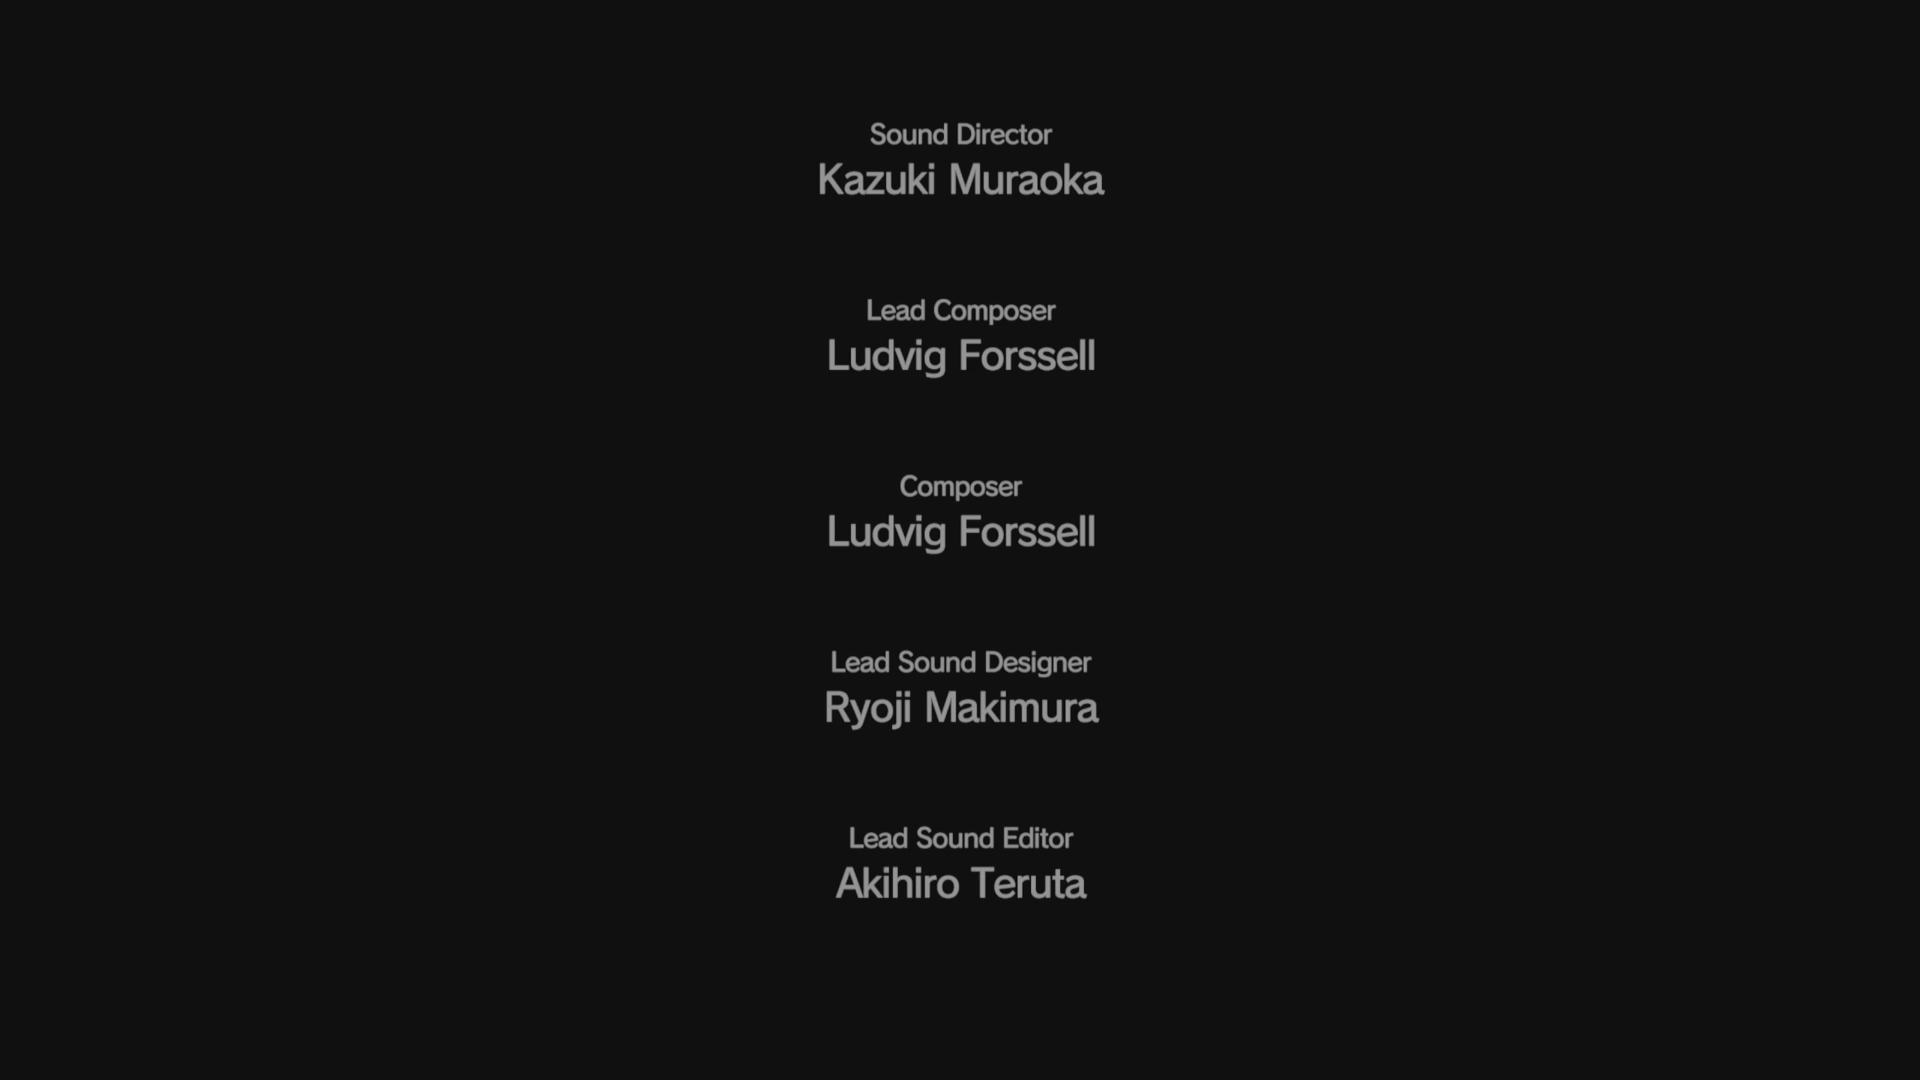 Sound Director
Kazuki Muraoka
Lead Composer
Ludvig Forssell
Composer
Ludvig Forssell
Lead Sound Designer
Ryoji Makimura
Lead Sound Editor
Akihiro Teruta